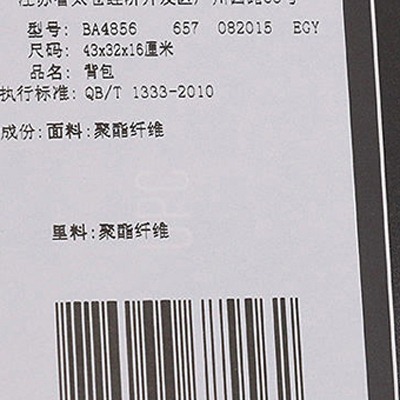 型号: BA4856 657 082015 EGY
尺码: 43x32x16厘米
品名: 背包
执行标准: QB/T 1333-2010
成份: 面料: 聚酯纤维
里料: 聚酯纤维